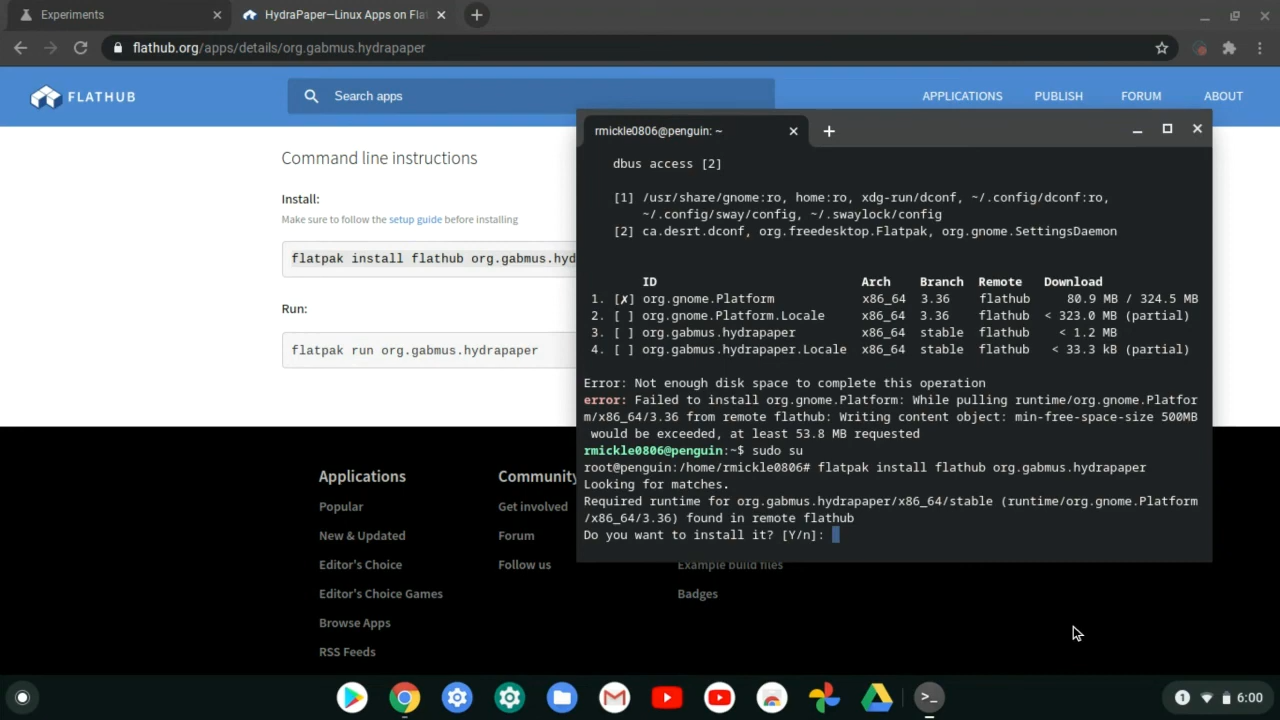 Experiments
HydraPaper—Linux Apps on Fla
flathub.org/apps/details/org.gabmus.hydrapaper
FLATHUB
Search apps
APPLICATIONS
PUBLISH
FORUM
ABOUT
Command line instructions
Install:
Make sure to follow the setup guide before installing
flatpak install flathub org.gabmus.hyd
Run:
flatpak run org.gabmus.hydrapaper
rmickle0806@penguin: ~
dbus access [2]
[1] /usr/share/gnome:ro, home:ro, xdg-run/dconf, ~/.config/dconf:ro,
~/.config/sway/config, ~/.swaylock/config
[2] ca.desrt.dconf, org.freedesktop.Flatpak, org.gnome.SettingsDaemon
ID Arch Branch Remote Download
1. [✗] org.gnome.Platform x86_64 3.36 flathub 80.9 MB / 324.5 MB
2. [ ] org.gnome.Platform.Locale x86_64 3.36 flathub < 323.0 MB (partial)
3. [ ] org.gabmus.hydrapaper x86_64 stable flathub < 1.2 MB
4. [ ] org.gabmus.hydrapaper.Locale x86_64 stable flathub < 33.3 kB (partial)
Error: Not enough disk space to complete this operation
error: Failed to install org.gnome.Platform: While pulling runtime/org.gnome.Platfor
m/x86_64/3.36 from remote flathub: Writing content object: min-free-space-size 500MB
would be exceeded, at least 53.8 MB requested
rmickle0806@penguin:~$ sudo su
root@penguin:/home/rmickle0806# flatpak install flathub org.gabmus.hydrapaper
Looking for matches.
Required runtime for org.gabmus.hydrapaper/x86_64/stable (runtime/org.gnome.Platform
/x86_64/3.36) found in remote flathub
Do you want to install it? [Y/n]:
Applications
Popular
New & Updated
Editor's Choice
Editor's Choice Games
Browse Apps
RSS Feeds
Community
Get involved
Forum
Follow us
Example build files
Badges
1
6:00